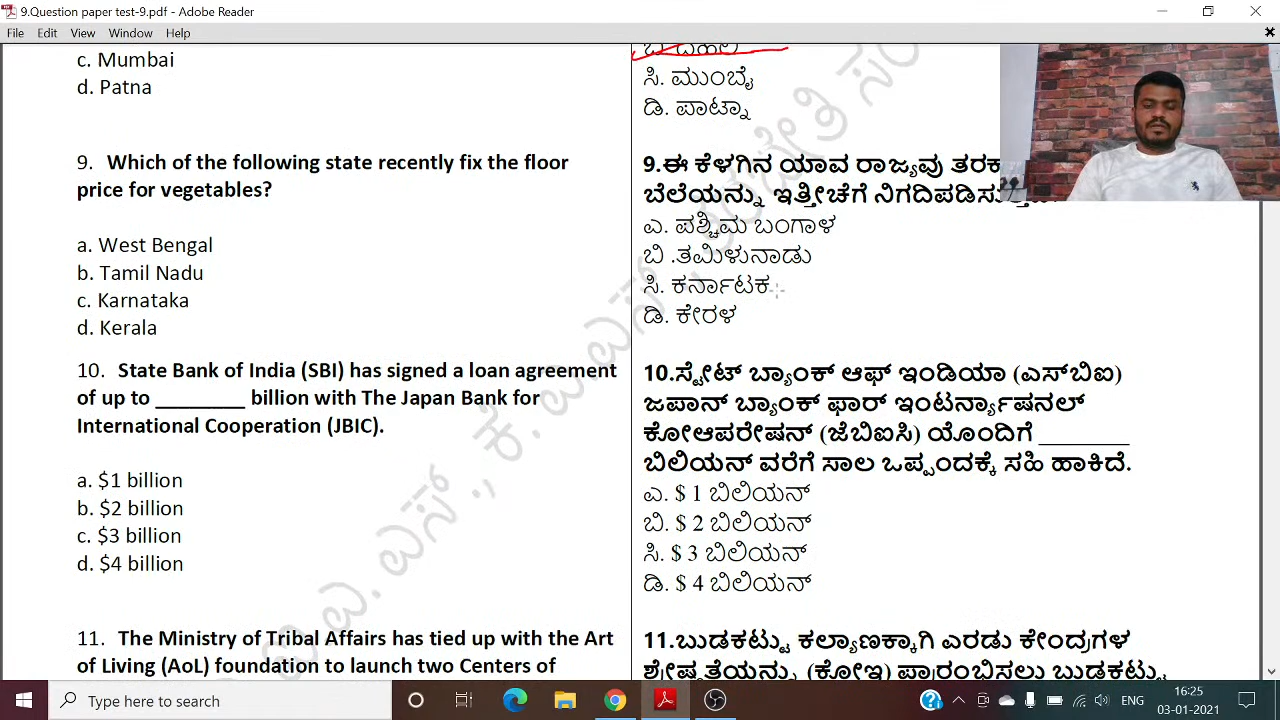 9.Question paper test-9.pdf - Adobe Reader
File Edit View Window Help
c. Mumbai
d. Patna
9. Which of the following state recently fix the floor
price for vegetables?
a. West Bengal
b. Tamil Nadu
c. Karnataka
d. Kerala
10. State Bank of India (SBI) has signed a loan agreement
of up to ________ billion with The Japan Bank for
International Cooperation (JBIC).
a. $1 billion
b. $2 billion
c. $3 billion
d. $4 billion
11. The Ministry of Tribal Affairs has tied up with the Art
of Living (AoL) foundation to launch two Centers of
ಸಿ. ಮುಂಬೈ
ಡಿ. ಪಾಟ್ನಾ
9.ಈ ಕೆಳಗಿನ ಯಾವ ರಾಜ್ಯವು
ಬೆಲೆಯನ್ನು ಇತ್ತೀಚೆಗೆ
ಎ. ಪಶ್ಚಿಮ ಬಂಗಾಳ
ಬಿ .ತಮಿಳುನಾಡು
ಸಿ. ಕರ್ನಾಟಕ
ಡಿ. ಕೇರಳ
10.ಸ್ಟೇಟ್ ಬ್ಯಾಂಕ್ ಆಫ್ ಇಂಡಿಯಾ (ಎಸ್‌ಬಿಐ)
ಜಪಾನ್ ಬ್ಯಾಂಕ್ ಫಾರ್ ಇಂಟರ್ನ್ಯಾಷನಲ್
ಕೋಆಪರೇಷನ್ (ಜೆಬಿಐಸಿ) ಯೊಂದಿಗೆ ________
ಬಿಲಿಯನ್ ವರೆಗೆ ಸಾಲ ಒಪ್ಪಂದಕ್ಕೆ ಸಹಿ ಹಾಕಿದೆ.
ಎ. $ 1 ಬಿಲಿಯನ್
ಬಿ. $ 2 ಬಿಲಿಯನ್
ಸಿ. $ 3 ಬಿಲಿಯನ್
ಡಿ. $ 4 ಬಿಲಿಯನ್
11.ಬುಡಕಟ್ಟು ಕಲ್ಯಾಣಕ್ಕಾಗಿ ಎರಡು ಕೇಂದ್ರಗಳ
ಶ್ರೇಷ್ಠತೆಯನ್ನು (ಕೋಇ) ಪ್ರಾರಂಭಿಸಲು ಬುಡಕಟ್ಟು
Type here to search
ENG
16:25
03-01-2021